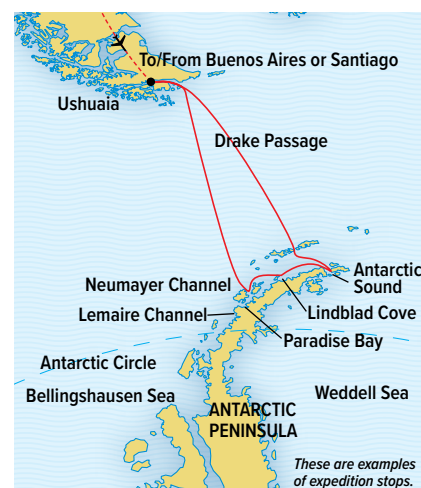 To/From Buenos Aires or Santiago
Ushuaia
Drake Passage
Antarctic
Sound
Neumayer Channel
Lindblad Cove
Lemaire Channel
Paradise Bay
Antarctic Circle
Bellingshausen Sea
Weddell Sea
ANTARCTIC
PENINSULA
These are examples
of expedition stops.